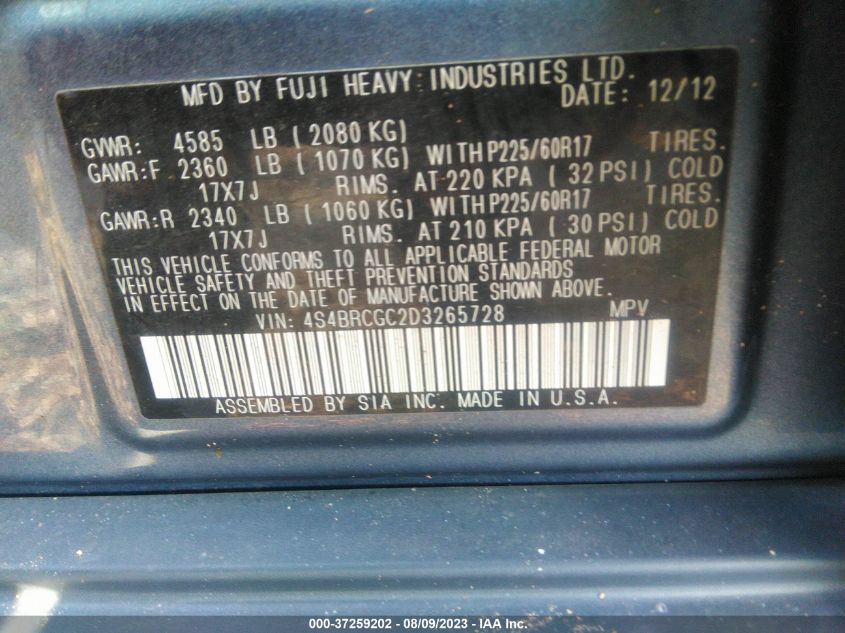 MFD BY FUJI HEAVY INDUSTRIES LTD.
DATE: 12/12
GVWR: 4585 LB ( 2080 KG)
GAWR:F 2360 LB ( 1070 KG) WITH P225/60R17 TIRES.
17X7J RIMS. AT 220 KPA ( 32 PSI) COLD
GAWR:R 2340 LB ( 1060 KG) WITH P225/60R17 TIRES.
17X7J RIMS. AT 210 KPA ( 30 PSI) COLD
THIS VEHICLE CONFORMS TO ALL APPLICABLE FEDERAL MOTOR
VEHICLE SAFETY AND THEFT PREVENTION STANDARDS
IN EFFECT ON THE DATE OF MANUFACTURE SHOWN ABOVE.
VIN: 4S4BRCGC2D3265728 MPV
ASSEMBLED BY SIA INC. MADE IN U.S.A.
000-37259202 - 08/09/2023 - IAA Inc.